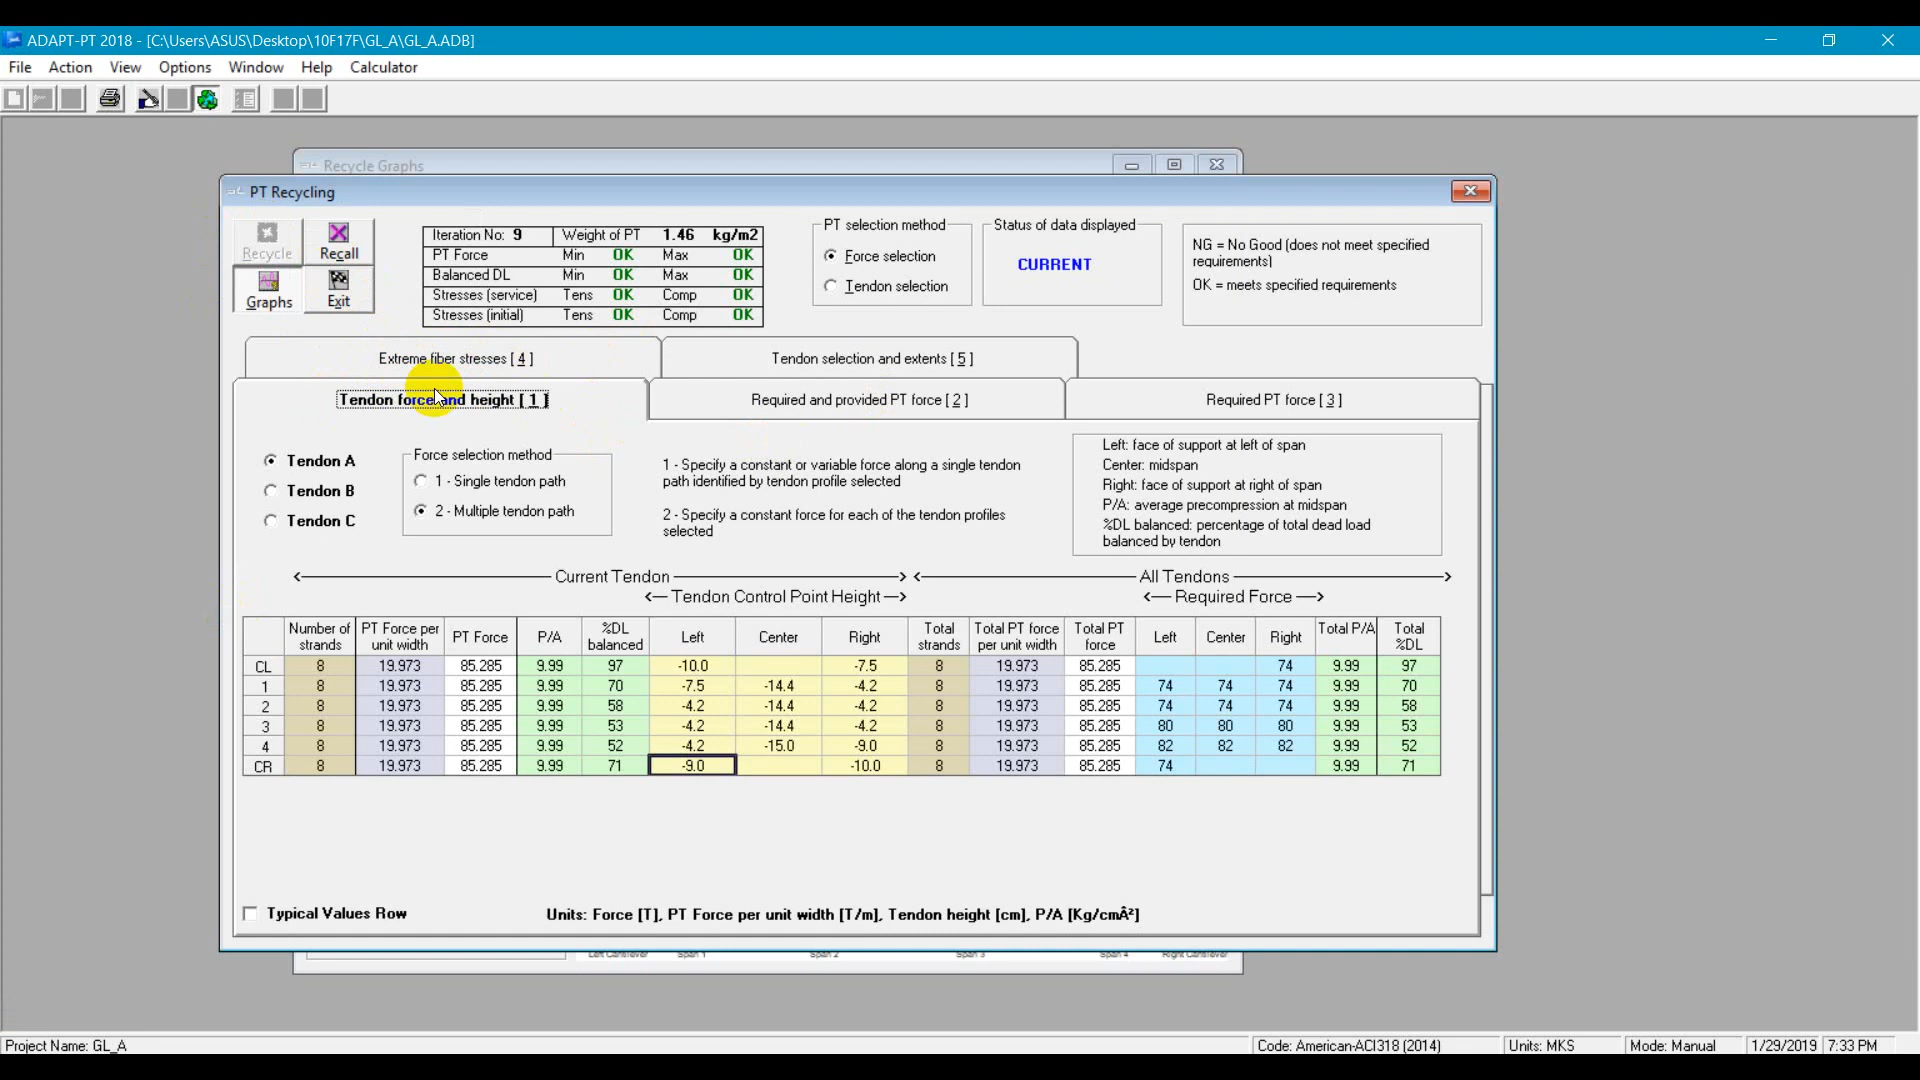 ADAPT-PT 2018 - [C:\Users\ASUS\Desktop\10F17F\GL_A\GL_A.ADB]
File Action View Options Window Help Calculator
Recycle Graphs
PT Recycling
Recycle Recall
Graphs Exit
Iteration No: 9 Weight of PT 1.46 kg/m2
PT Force Min OK Max OK
Balanced DL Min OK Max OK
Stresses (service) Tens OK Comp OK
Stresses (initial) Tens OK Comp OK
PT selection method
Force selection
Tendon selection
Status of data displayed
CURRENT
NG = No Good (does not meet specified
requirements)
OK = meets specified requirements
Extreme fiber stresses [ 4 ] Tendon selection and extents [ 5 ]
Tendon force and height [ 1 ] Required and provided PT force [ 2 ] Required PT force [ 3 ]
Tendon A
Tendon B
Tendon C
Force selection method
1 - Single tendon path
2 - Multiple tendon path
1 - Specify a constant or variable force along a single tendon
path identified by tendon profile selected
2 - Specify a constant force for each of the tendon profiles
selected
Left: face of support at left of span
Center: midspan
Right: face of support at right of span
P/A: average precompression at midspan
%DL balanced: percentage of total dead load
balanced by tendon
Current Tendon All Tendons
Tendon Control Point Height Required Force
Number of strands PT Force per unit width PT Force P/A %DL balanced Left Center Right Total strands Total PT force per unit width Total PT force Left Center Right Total P/A Total %DL
CL 8 19.973 85.285 9.99 97 -10.0 -7.5 8 19.973 85.285 74 9.99 97
1 8 19.973 85.285 9.99 70 -7.5 -14.4 -4.2 8 19.973 85.285 74 74 74 9.99 70
2 8 19.973 85.285 9.99 58 -4.2 -14.4 -4.2 8 19.973 85.285 74 74 74 9.99 58
3 8 19.973 85.285 9.99 53 -4.2 -14.4 -4.2 8 19.973 85.285 80 80 80 9.99 53
4 8 19.973 85.285 9.99 52 -4.2 -15.0 -9.0 8 19.973 85.285 82 82 82 9.99 52
CR 8 19.973 85.285 9.99 71 -9.0 -10.0 8 19.973 85.285 74 9.99 71
Typical Values Row
Units: Force [T], PT Force per unit width [T/m], Tendon height [cm], P/A [Kg/cmÂ²]
Left Cantilever Span 1 Span 2 Span 3 Span 4 Right Cantilever
Project Name: GL_A Code: American-ACI318 (2014) Units: MKS Mode: Manual 1/29/2019 7:33 PM